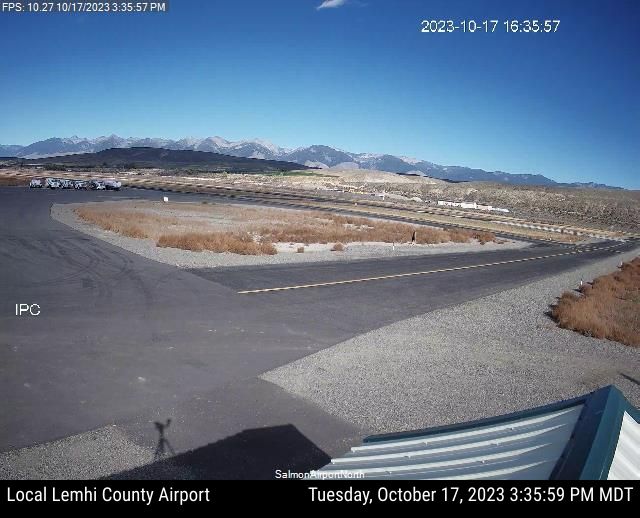 FPS: 10.27 10/17/2023 3:35:57 PM
2023-10-17 16:35:57
IPC
SalmonAirportNorth
Local Lemhi County Airport
Tuesday, October 17, 2023 3:35:59 PM MDT